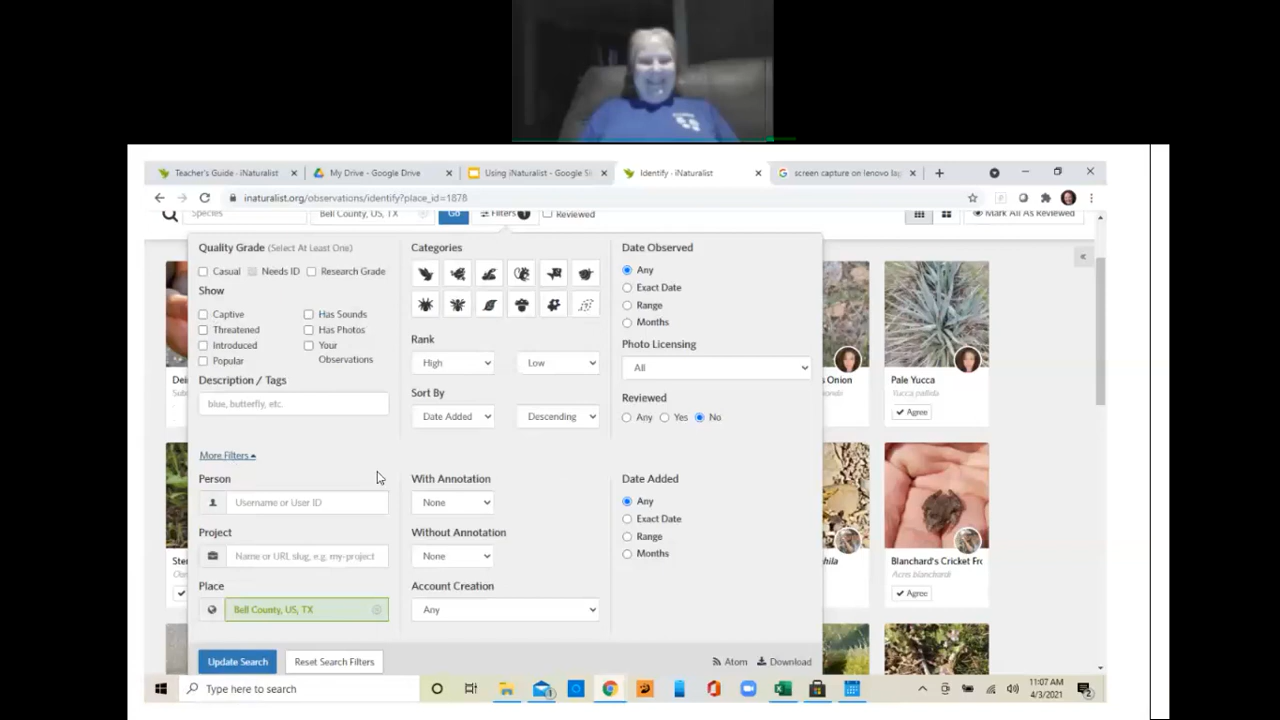 Teacher's Guide · iNaturalist
My Drive - Google Drive
Using iNaturalist - Google Slides
Identify · iNaturalist
screen capture on lenovo lap
inaturalist.org/observations/identify?place_id=1878
Species
Bell County, US, TX
Go
Filters 1
Reviewed
Mark All As Reviewed
Quality Grade (Select At Least One)
Casual Needs ID Research Grade
Show
Captive Has Sounds
Threatened Has Photos
Introduced Your
Popular Observations
Description / Tags
blue, butterfly, etc.
Categories
Rank
High Low
Sort By
Date Added Descending
Date Observed
Any
Exact Date
Range
Months
Photo Licensing
All
Reviewed
Any Yes No
More Filters
Person
Username or User ID
Project
Name or URL slug, e.g. my-project
Place
Bell County, US, TX
With Annotation
None
Without Annotation
None
Account Creation
Any
Date Added
Any
Exact Date
Range
Months
Update Search
Reset Search Filters
Atom
Download
Onion
Pale Yucca
Yucca pallida
Agree
Blanchard's Cricket Fr
Acris blanchardi
Agree
Type here to search
11:07 AM
4/3/2021
2